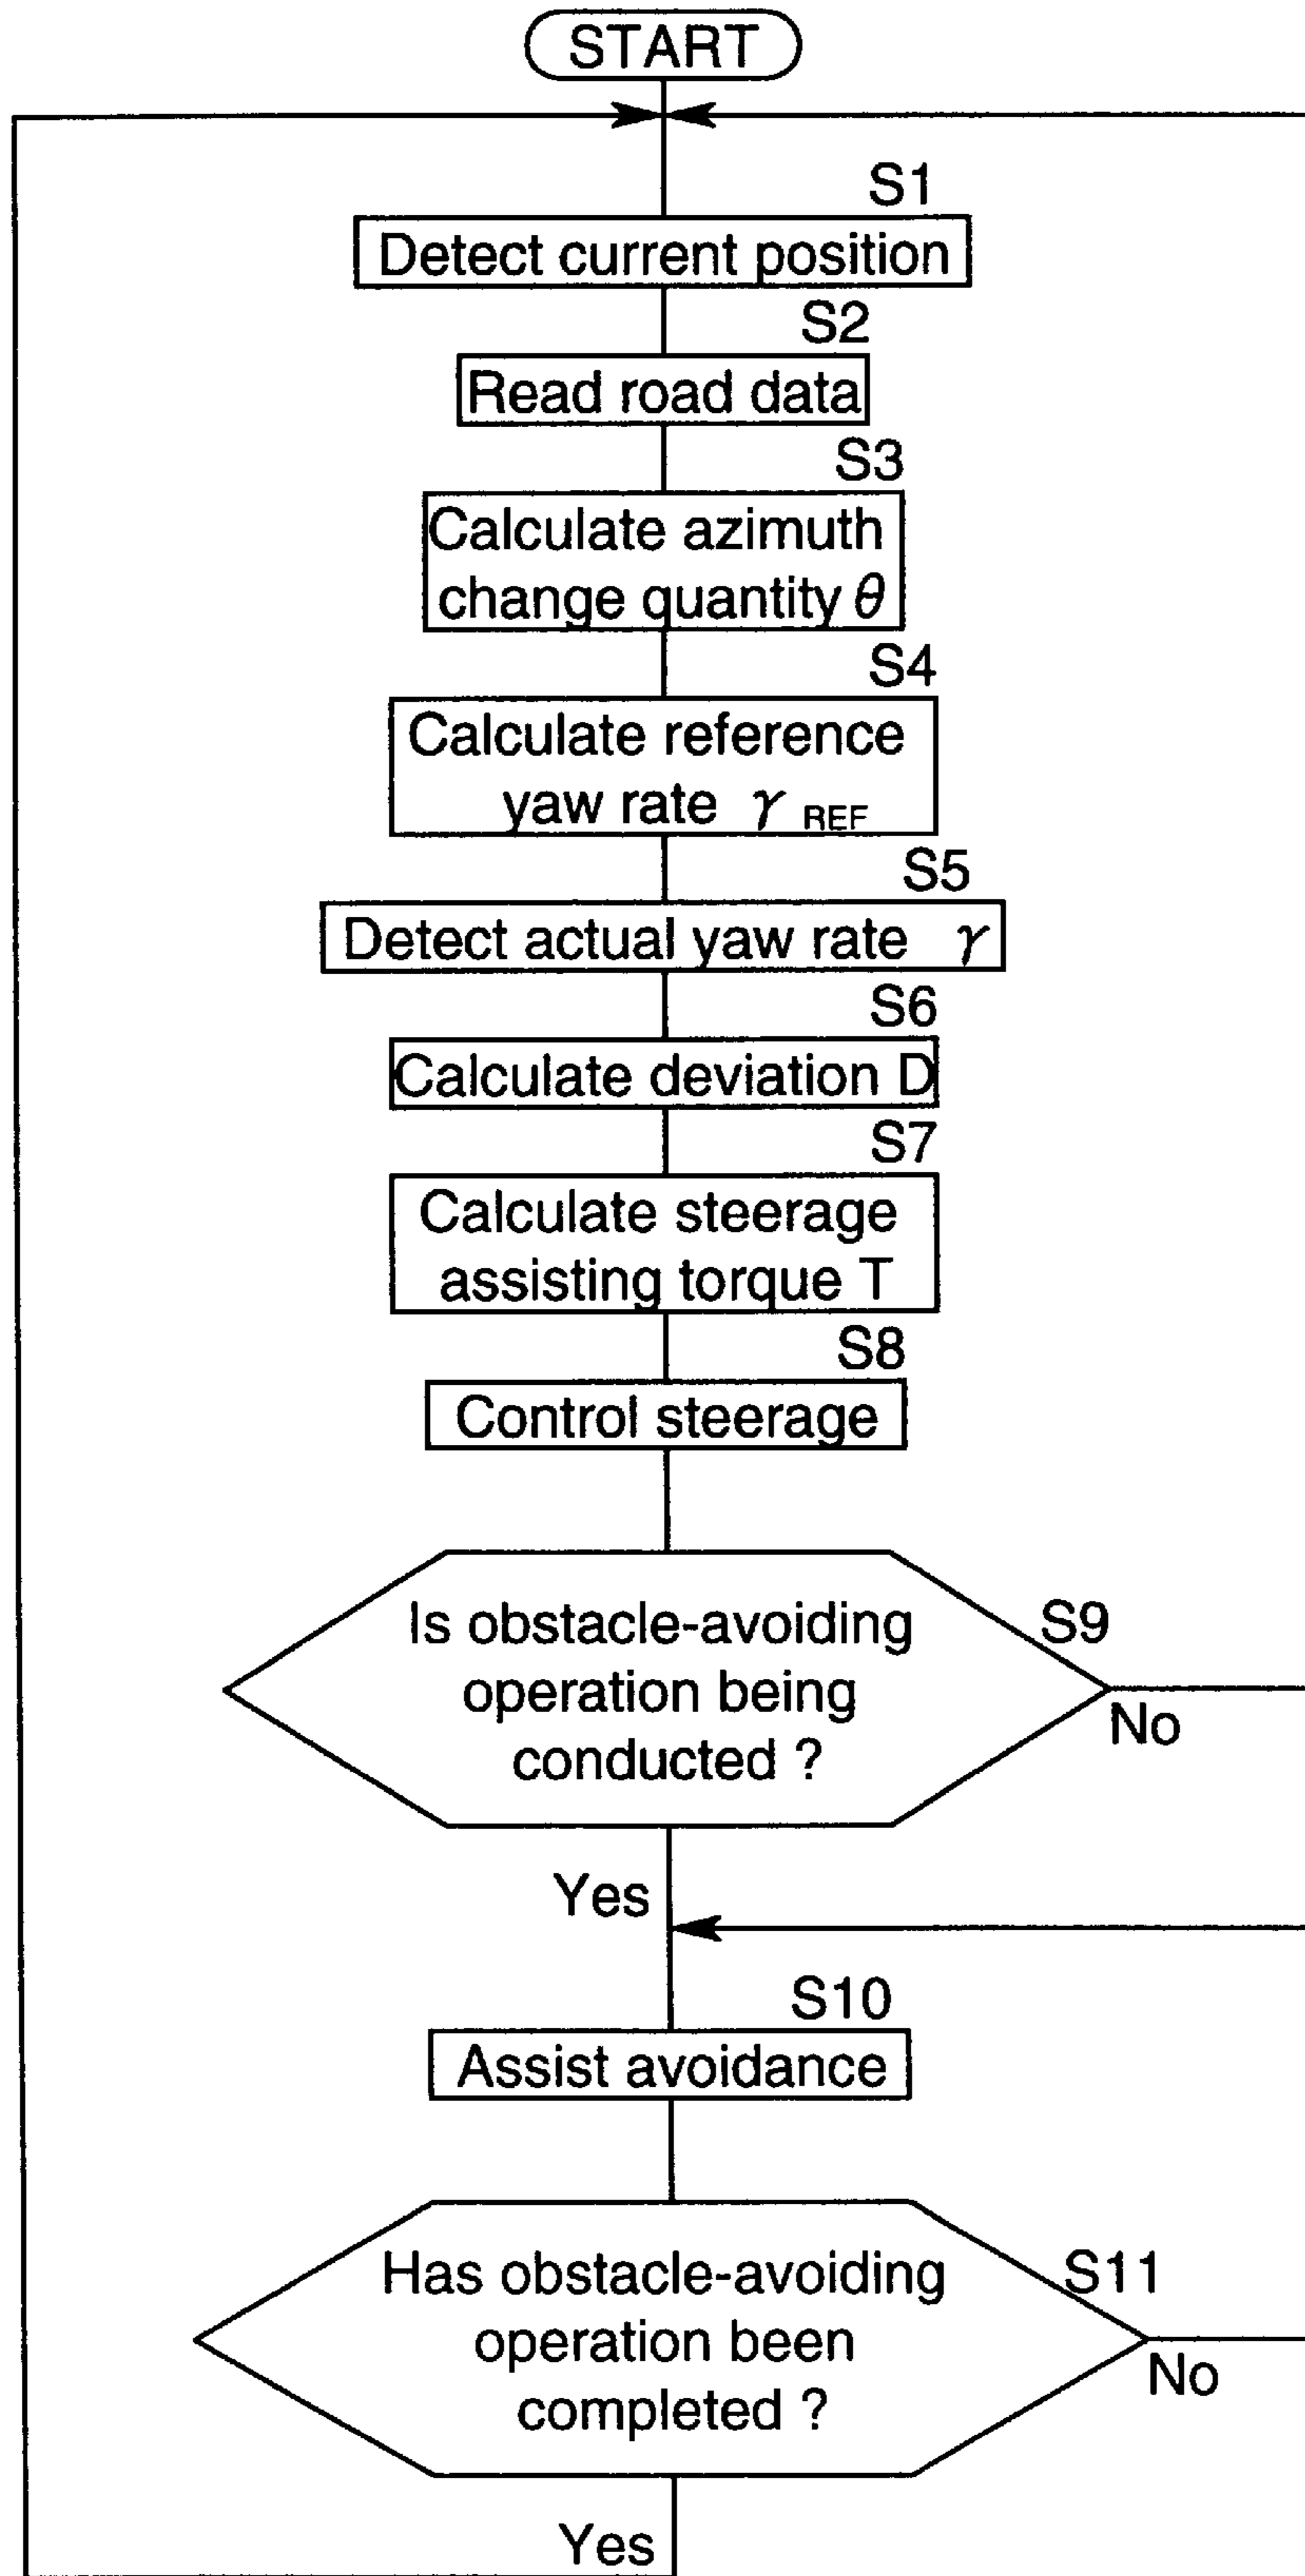 START
S1
Detect current position
S2
Read road data
S3
Calculate azimuth
change quantity θ
S4
Calculate reference
yaw rate γ REF
S5
Detect actual yaw rate γ
S6
Calculate deviation D
S7
Calculate steerage
assisting torque T
S8
Control steerage
Is obstacle-avoiding
operation being
conducted ?
S9
No
Yes
S10
Assist avoidance
Has obstacle-avoiding
operation been
completed ?
S11
No
Yes